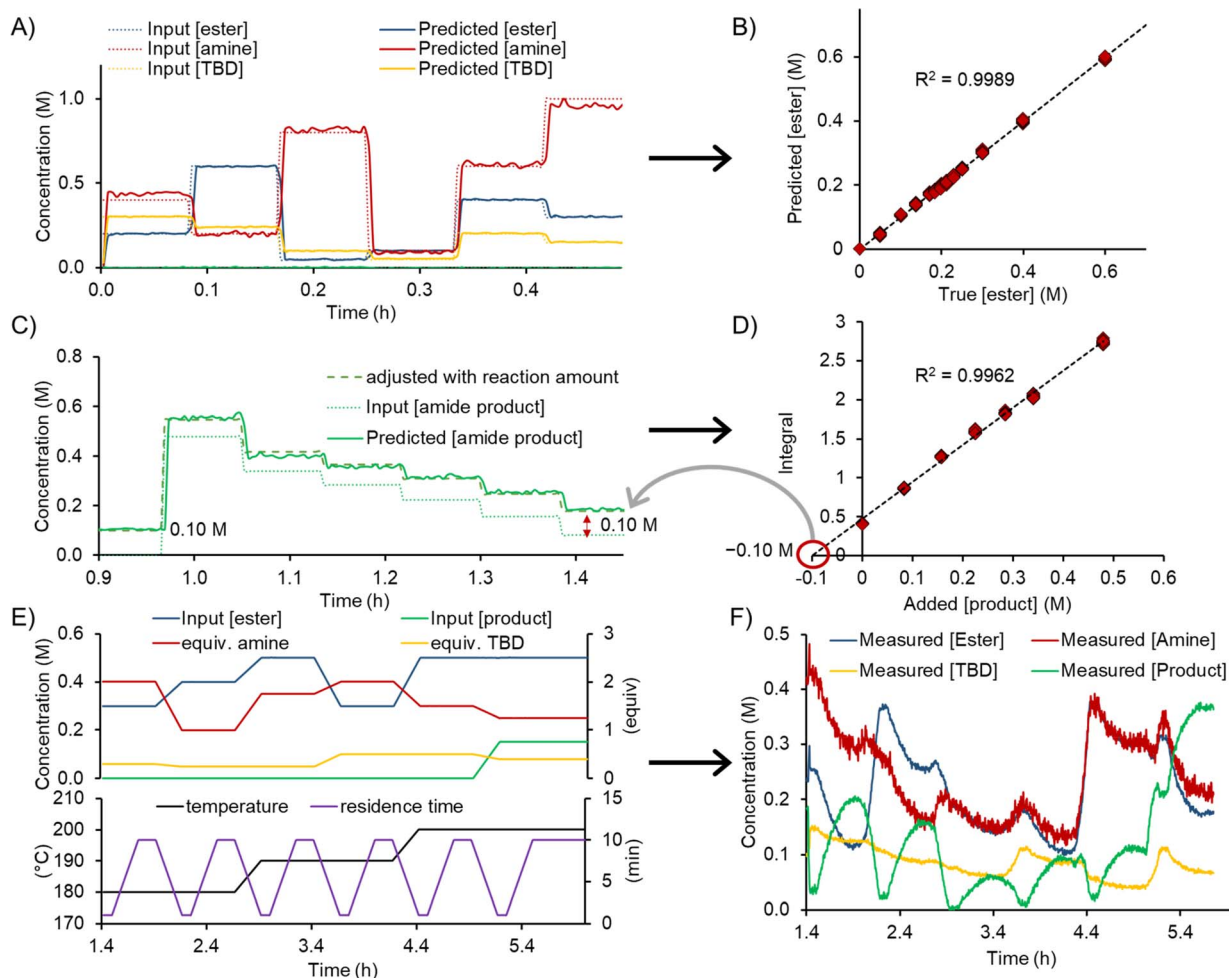 A)
Input [ester]
Predicted [ester]
Input [amine]
Predicted [amine]
Input [TBD]
Predicted [TBD]
Concentration (M)
1.0
0.5
0.0
0.0 0.1 0.2 0.3 0.4
Time (h)
B)
R² = 0.9989
Predicted [ester] (M)
0.6
0.4
0.2
0
0 0.2 0.4 0.6
True [ester] (M)
C)
adjusted with reaction amount
Input [amide product]
Predicted [amide product]
Concentration (M)
0.8
0.6
0.4
0.2
0.0
0.10 M
0.10 M
0.9 1.0 1.1 1.2 1.3 1.4
Time (h)
D)
R² = 0.9962
Integral
3
2.5
2
1.5
1
0.5
0
−0.10 M
-0.1 0 0.1 0.2 0.3 0.4 0.5 0.6
Added [product] (M)
E)
Input [ester]
Input [product]
equiv. amine
equiv. TBD
Concentration (M)
0.6
0.4
0.2
0.0
3
2
1
0
(equiv)
temperature
residence time
(°C)
210
200
190
180
170
15
10
5
0
(min)
1.4 2.4 3.4 4.4 5.4
Time (h)
F)
Measured [Ester]
Measured [Amine]
Measured [TBD]
Measured [Product]
Concentration (M)
0.5
0.4
0.3
0.2
0.1
0.0
1.4 2.4 3.4 4.4 5.4
Time (h)